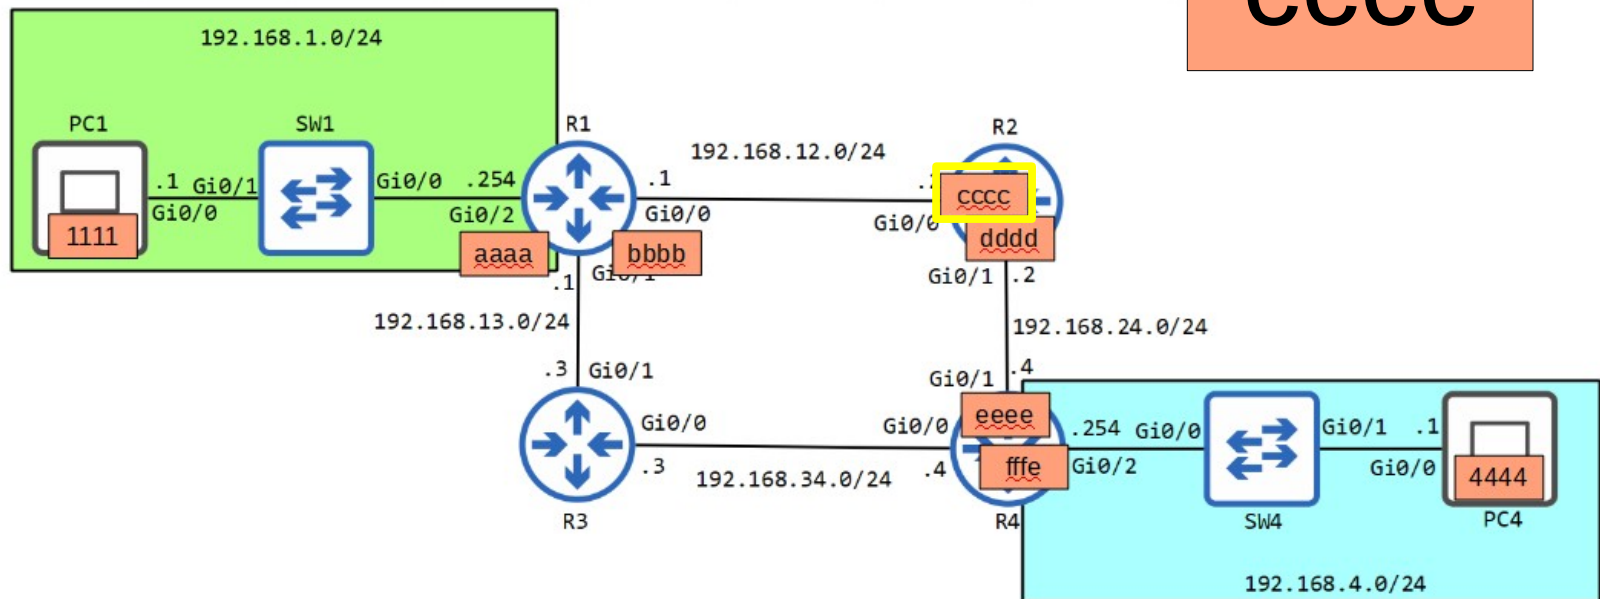 cccc
192.168.1.0/24
PC1
SW1
R1
R2
192.168.12.0/24
.1
Gi0/1
Gi0/0
.254
.1
Gi0/0
Gi0/2
Gi0/0
Gi0/0
cccc
1111
aaaa
bbbb
dddd
.1
Gi0/1
Gi0/1
.2
192.168.13.0/24
192.168.24.0/24
.3
Gi0/1
Gi0/1
.4
eeee
Gi0/0
Gi0/0
.254
Gi0/0
Gi0/1
.1
.3
.4
fffe
Gi0/2
Gi0/0
4444
192.168.34.0/24
R3
R4
SW4
PC4
192.168.4.0/24